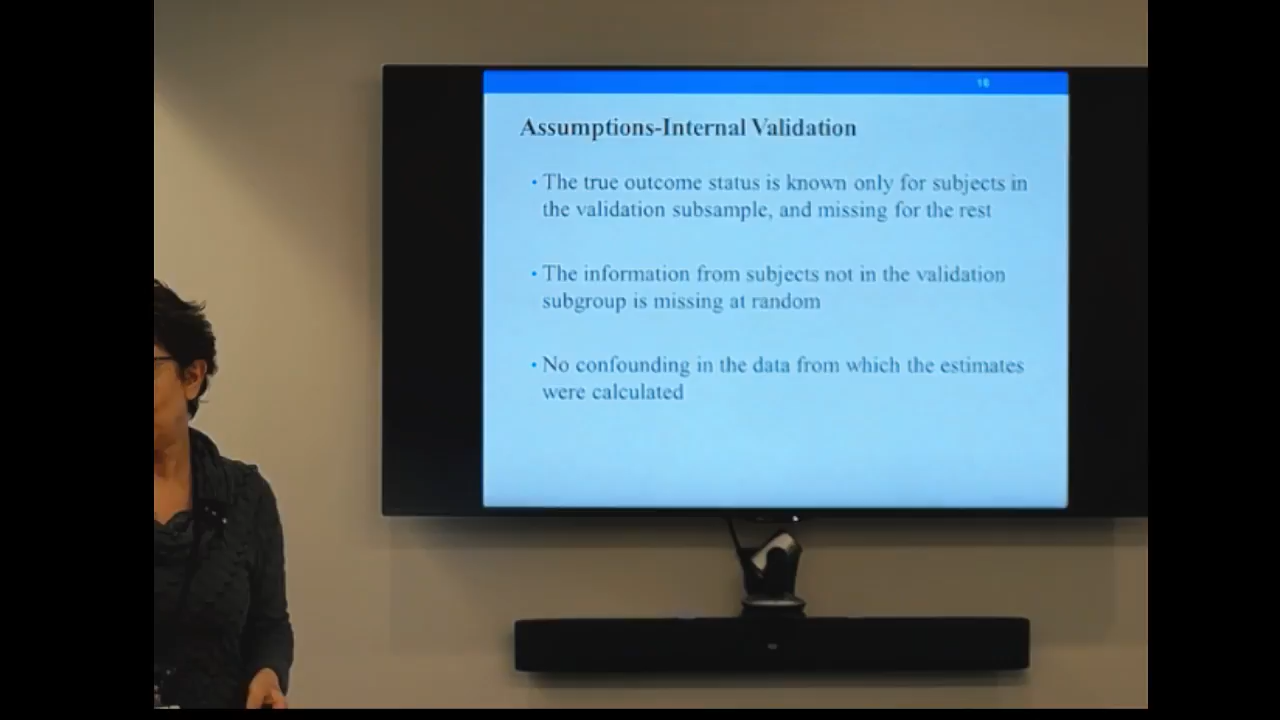 16
Assumptions-Internal Validation
• The true outcome status is known only for subjects in
the validation subsample, and missing for the rest
• The information from subjects not in the validation
subgroup is missing at random
• No confounding in the data from which the estimates
were calculated